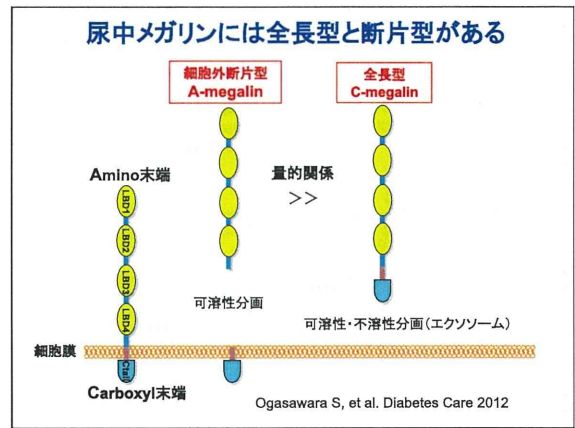 尿中メガリンには全長型と断片型がある
細胞外断片型
A-megalin
全長型
C-megalin
Amino末端
量的関係
>>
LBD1
LBD2
LBD3
LBD4
可溶性分画
可溶性・不溶性分画(エクソソーム)
細胞膜
Ctail
Carboxyl末端
Ogasawara S, et al. Diabetes Care 2012